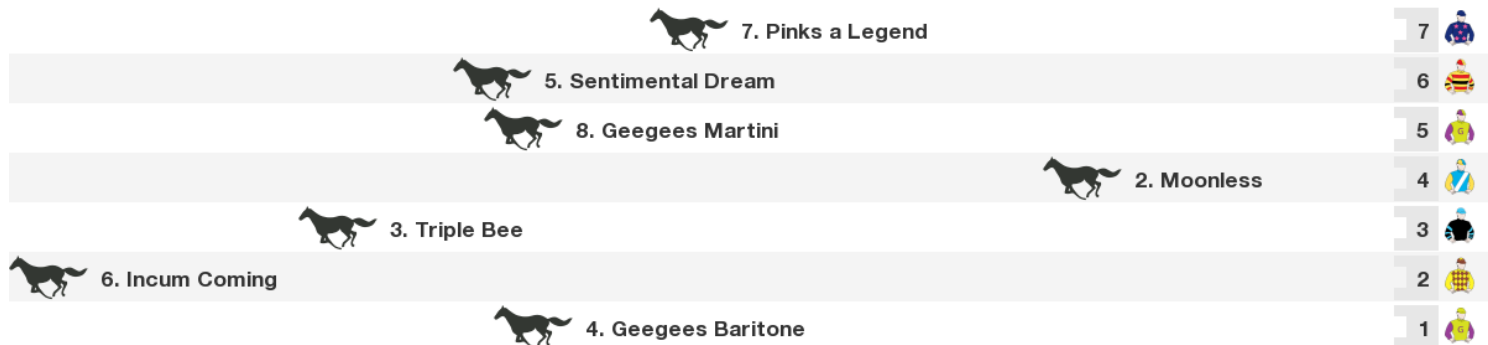 7. Pinks a Legend 7
5. Sentimental Dream 6
8. Geegees Martini 5 G
2. Moonless 4
3. Triple Bee 3
6. Incum Coming 2
4. Geegees Baritone 1 G